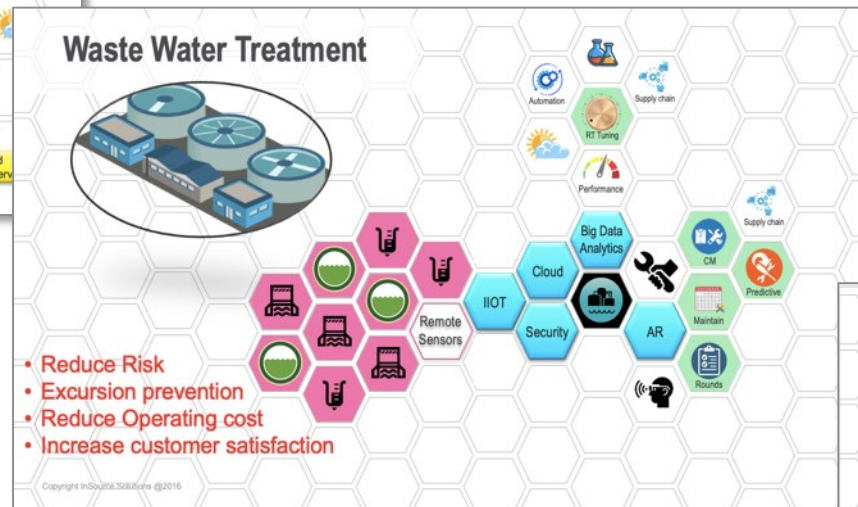 Waste Water Treatment
Automation
Supply chain
RT Tuning
Performance
Supply chain
Big Data
Analytics
CM
Cloud
Predictive
IIOT
Remote
Sensors
Security
AR
Maintain
Rounds
• Reduce Risk
• Excursion prevention
• Reduce Operating cost
• Increase customer satisfaction
Copyright InSource Solutions @2016